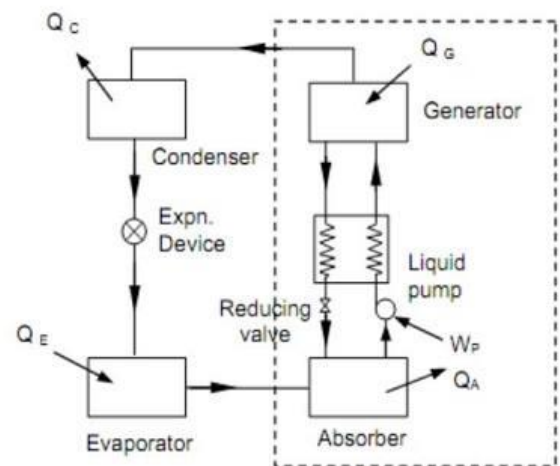 Q C
Q G
Generator
Condenser
Expn.
Device
Liquid
pump
Reducing
valve
W P
Q E
Q A
Evaporator
Absorber